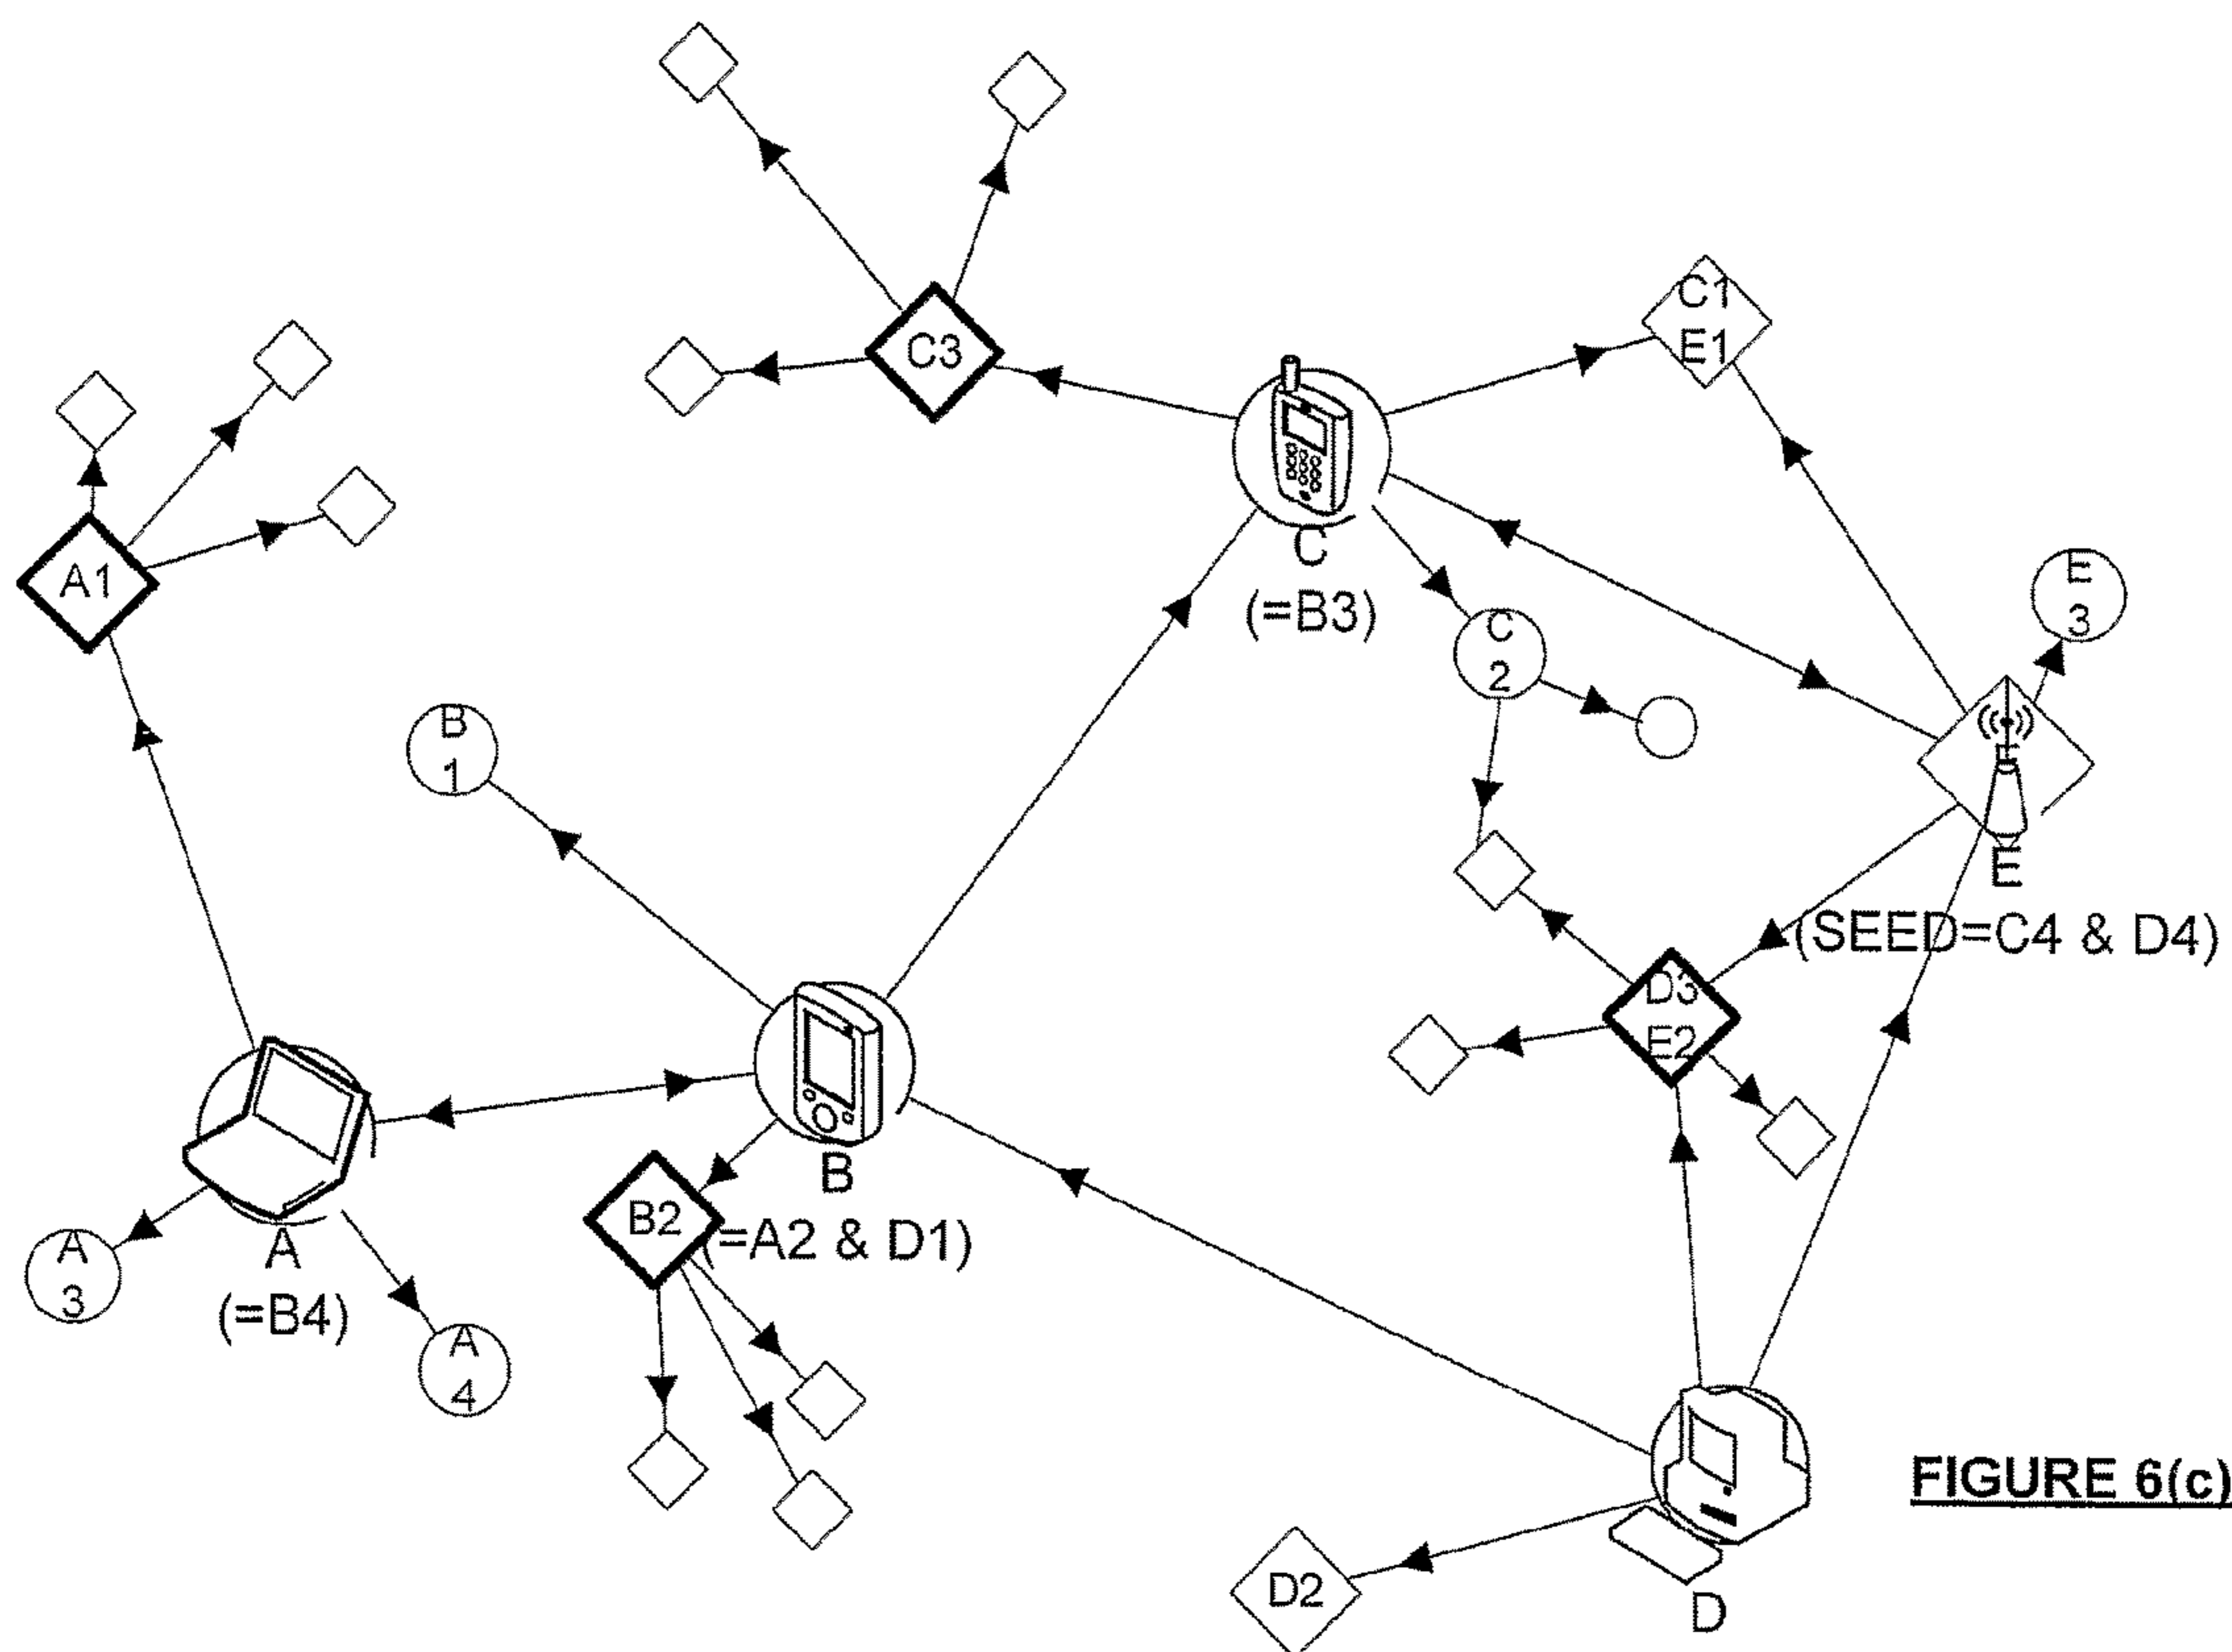 C1
E1
C3
C
(=B3)
E
3
A1
C
2
B
1
E
(SEED=C4 & D4)
D3
E2
B
B2
(=A2 & D1)
A
(=B4)
A
3
A
4
FIGURE 6(c)
D2
D